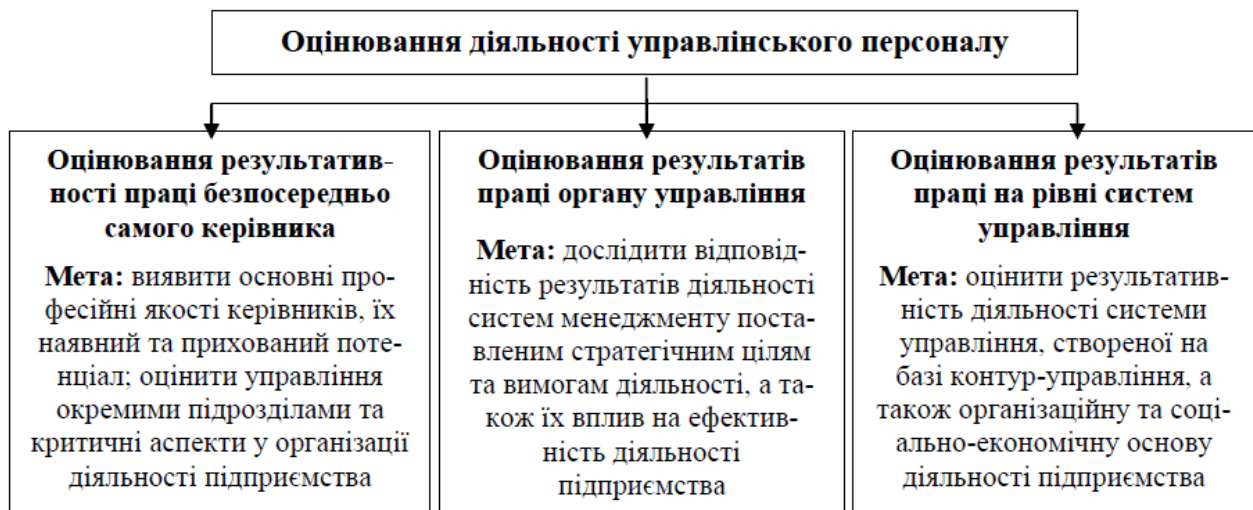 Оцінювання діяльності управлінського персоналу
Оцінювання результатив-
ності праці безпосередньо
самого керівника
Мета: виявити основні про-
фесійні якості керівників, їх
наявний та прихований поте-
нціал; оцінити управління
окремими підрозділами та
критичні аспекти у організації
діяльності підприємства
Оцінювання результатів
праці органу управління
Мета: дослідити відповід-
ність результатів діяльності
систем менеджменту поста-
вленим стратегічним цілям
та вимогам діяльності, а та-
кож їх вплив на ефектив-
ність діяльності
підприємства
Оцінювання результатів
праці на рівні систем
управління
Мета: оцінити результатив-
ність діяльності системи
управління, створеної на
базі контур-управління, а
також організаційну та соці-
ально-економічну основу
діяльності підприємства